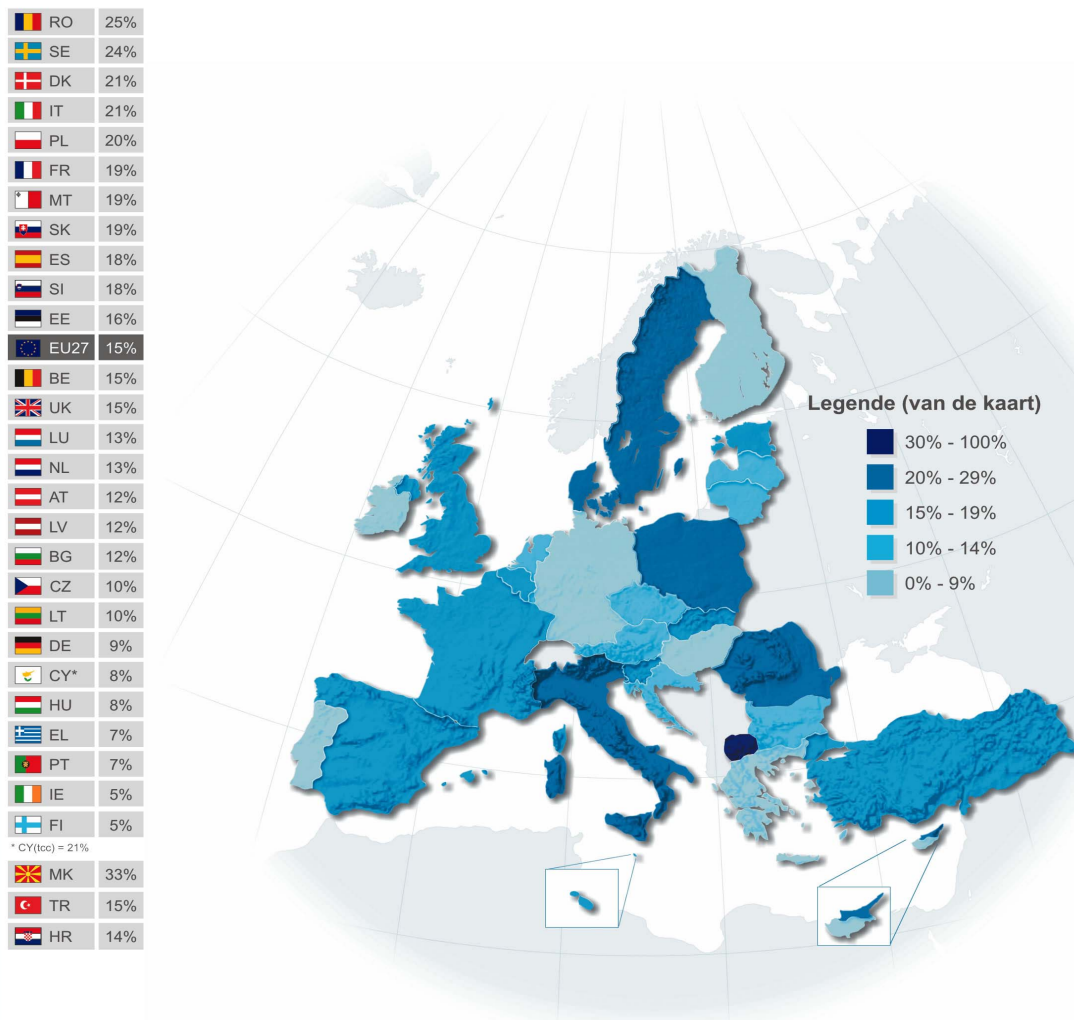 RO 25%
SE 24%
DK 21%
IT 21%
PL 20%
FR 19%
MT 19%
SK 19%
ES 18%
SI 18%
EE 16%
EU27 15%
BE 15%
UK 15%
LU 13%
NL 13%
AT 12%
LV 12%
BG 12%
CZ 10%
LT 10%
DE 9%
CY* 8%
HU 8%
EL 7%
PT 7%
IE 5%
FI 5%
* CY(tcc) = 21%
MK 33%
TR 15%
HR 14%
Legende (van de kaart)
30% - 100%
20% - 29%
15% - 19%
10% - 14%
0% - 9%